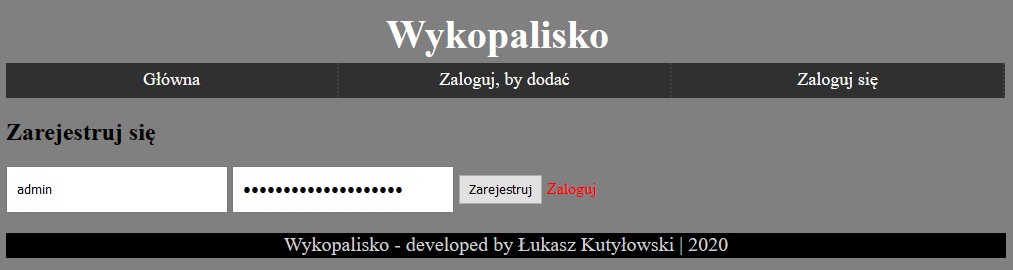 Wykopalisko
Główna Zaloguj, by dodać Zaloguj się
Zarejestruj się
admin •••••••••••••••••••• Zarejestruj Zaloguj
Wykopalisko - developed by Łukasz Kutyłowski | 2020